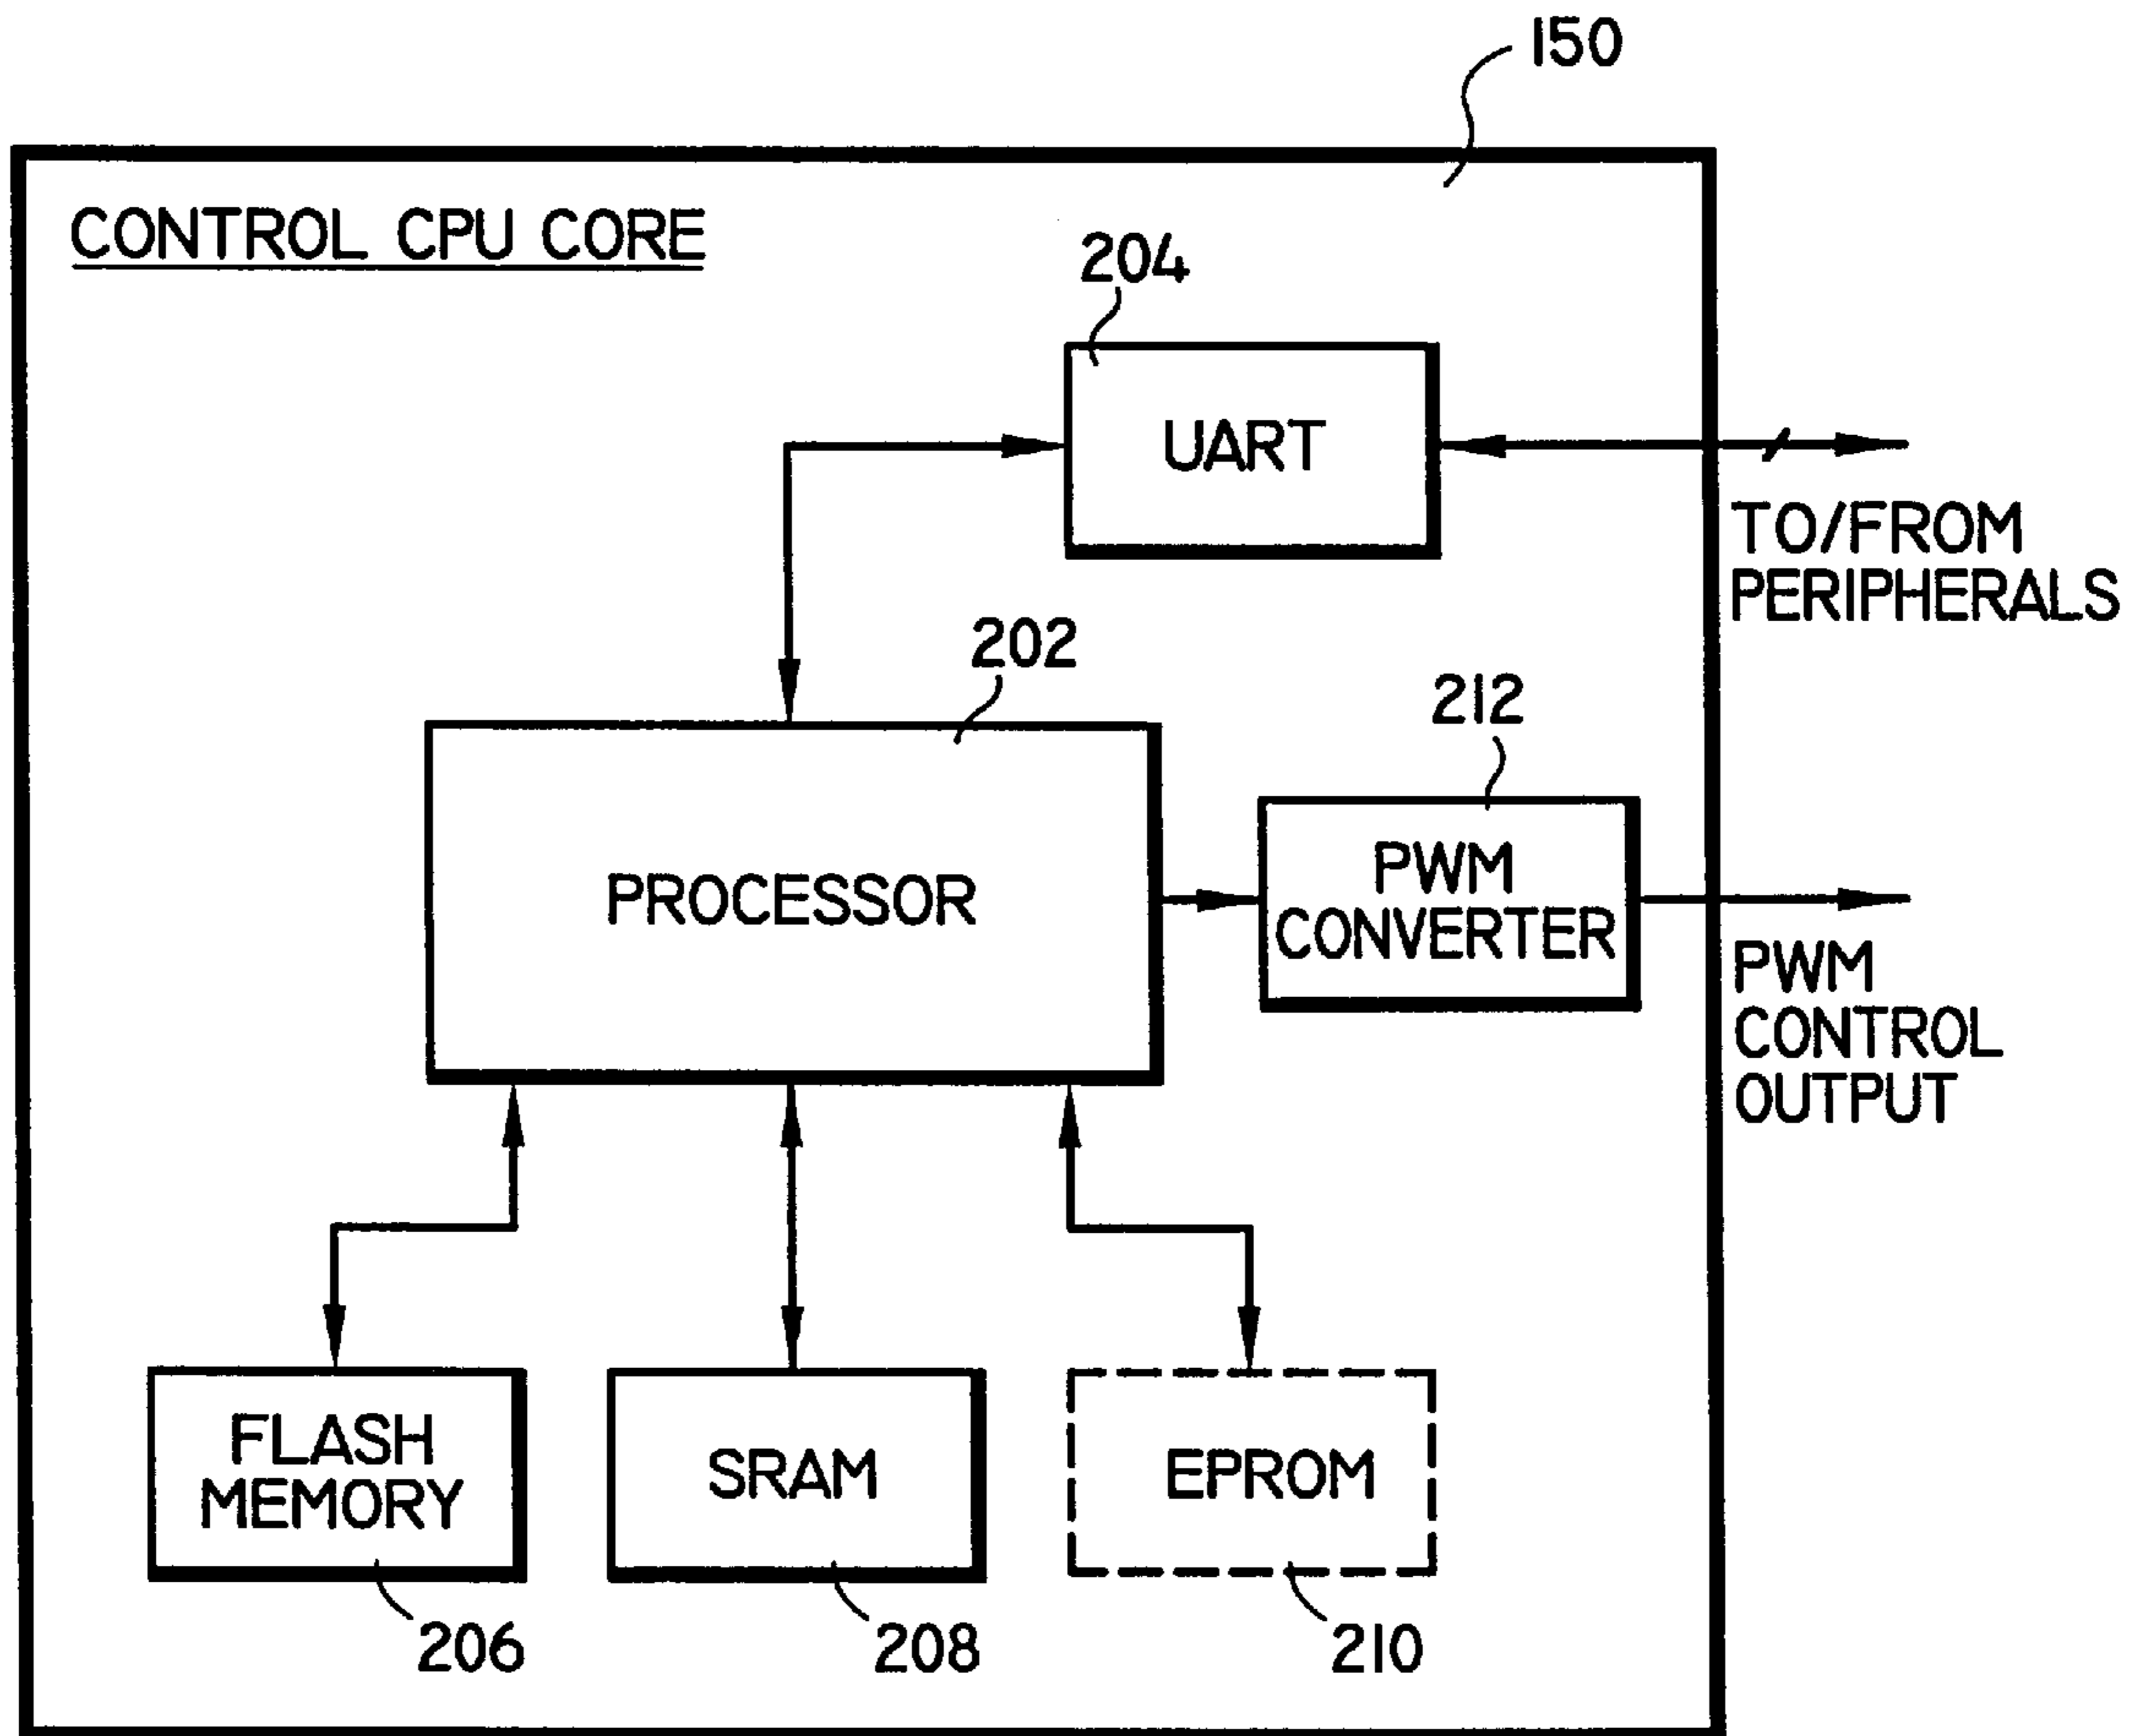 150
CONTROL CPU CORE
204
UART
TO/FROM
PERIPHERALS
202
212
PROCESSOR
PWM
CONVERTER
PWM
CONTROL
OUTPUT
FLASH
MEMORY
SRAM
EPROM
206
208
210